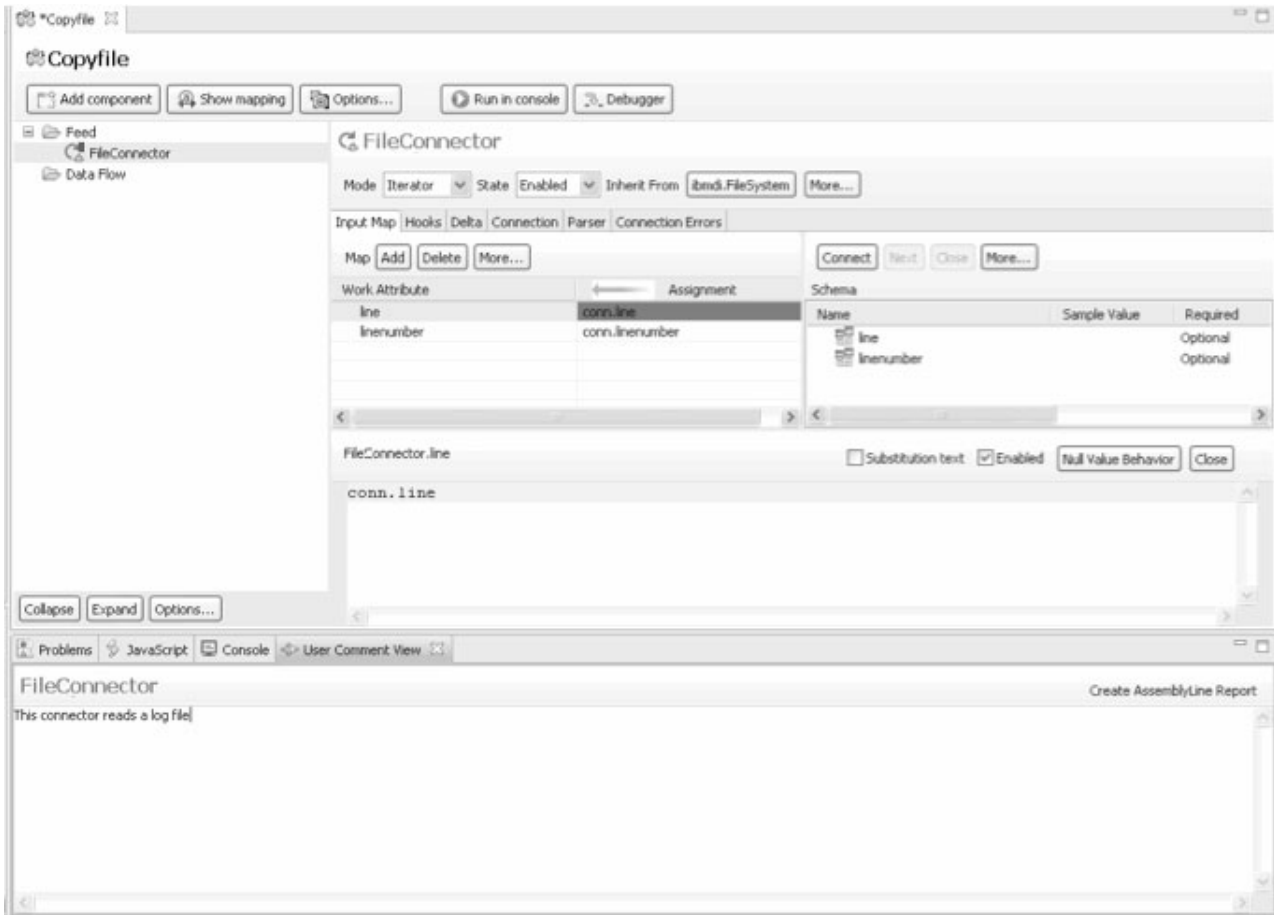 *Copyfile
Copyfile
Add component Show mapping Options... Run in console Debugger
Feed
FileConnector
Data Flow
FileConnector
Mode Iterator State Enabled Inherit From ibmdi.FileSystem More...
Input Map Hooks Delta Connection Parser Connection Errors
Map Add Delete More...
Work Attribute Assignment
line conn.line
linenumber conn.linenumber
Connect Next Close More...
Schema
Name Sample Value Required
line Optional
linenumber Optional
FileConnector.line Substitution text Enabled Null Value Behavior Close
conn.line
Collapse Expand Options...
Problems JavaScript Console User Comment View
FileConnector Create AssemblyLine Report
This connector reads a log file